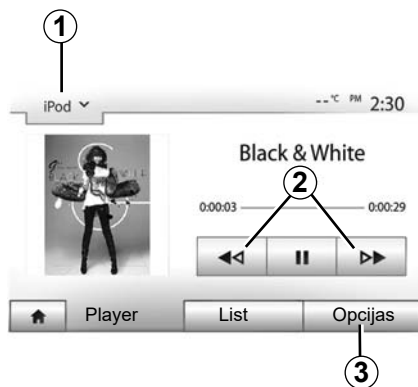 1
iPod
--°C PM 2:30
Black & White
2
0:00:03 0:00:29
Player List Opcijas
3